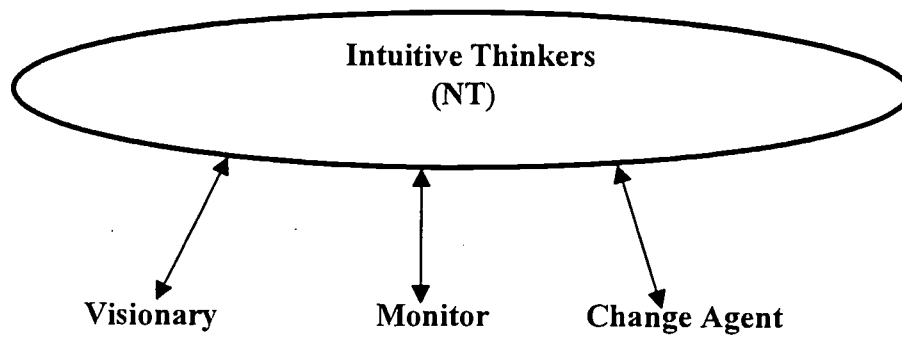 Intuitive Thinkers
(NT)
Visionary
Monitor
Change Agent